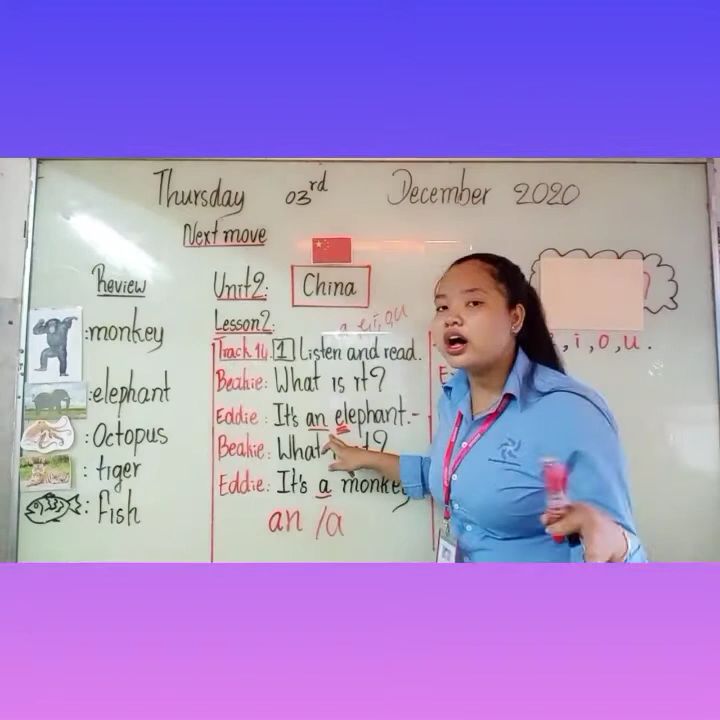 Thursday 03rd December 2020
Next move
Review
:monkey
:elephant
:Octopus
: tiger
: Fish
Unit2:
China
Lesson2:
Track 14 1 Listen and read.
Beakie: What is it?
Eddie: It's an elephant.-
Beakie: What it?
Eddie: It's a monkey
an /a
, i, o, u.